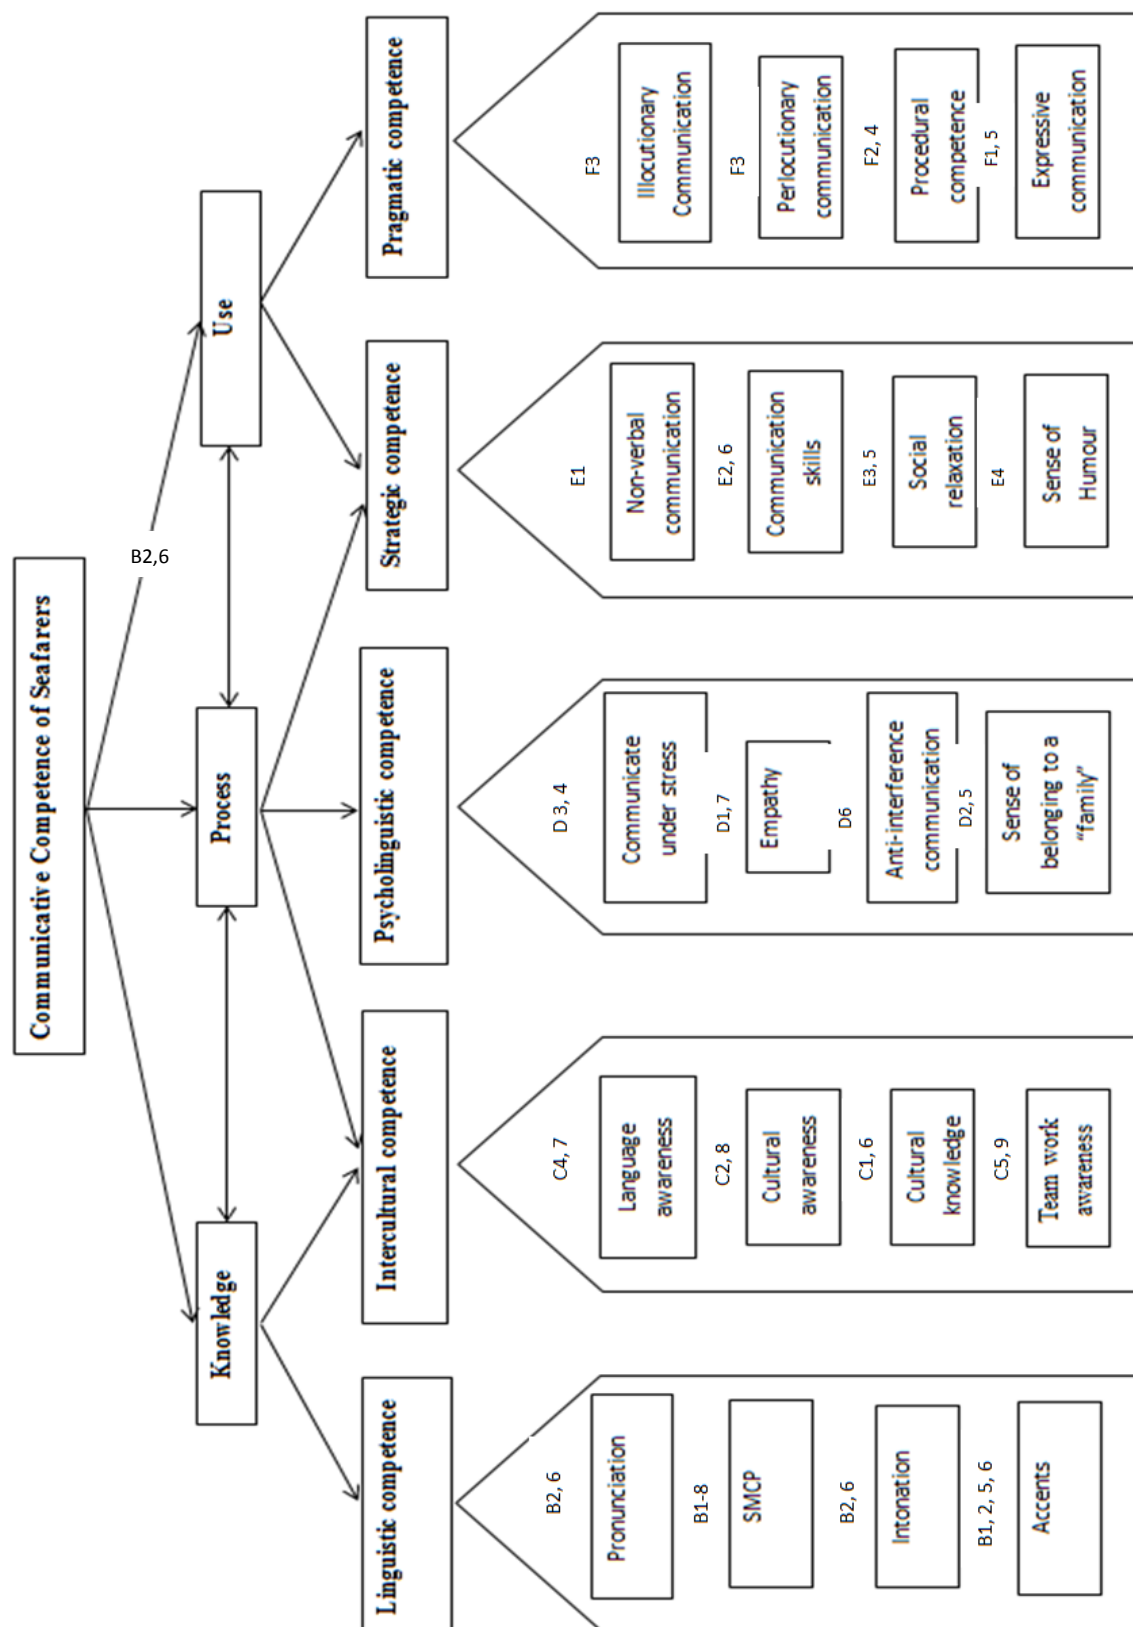 Communicative Competence of Seafarers
B2,6
Knowledge
Process
Use
Linguistic competence
Intercultural competence
Psycholinguistic competence
Strategic competence
Pragmatic competence
B2, 6
Pronunciation
B1-8
SMCP
B2, 6
Intonation
B1, 2, 5, 6
Accents
C4, 7
Language
awareness
C2, 8
Cultural
awareness
C1, 6
Cultural
knowledge
C5, 9
Team work
awareness
D 3, 4
Communicate
under stress
D1, 7
Empathy
D6
Anti-interference
communication
D2, 5
Sense of
belonging to a
“family”
E1
Non-verbal
communication
E2, 6
Communication
skills
E3, 5
Social
relaxation
E4
Sense of
Humour
F3
Illocutionary
Communication
F3
Perlocutionary
communication
F2, 4
Procedural
competence
F1, 5
Expressive
communication